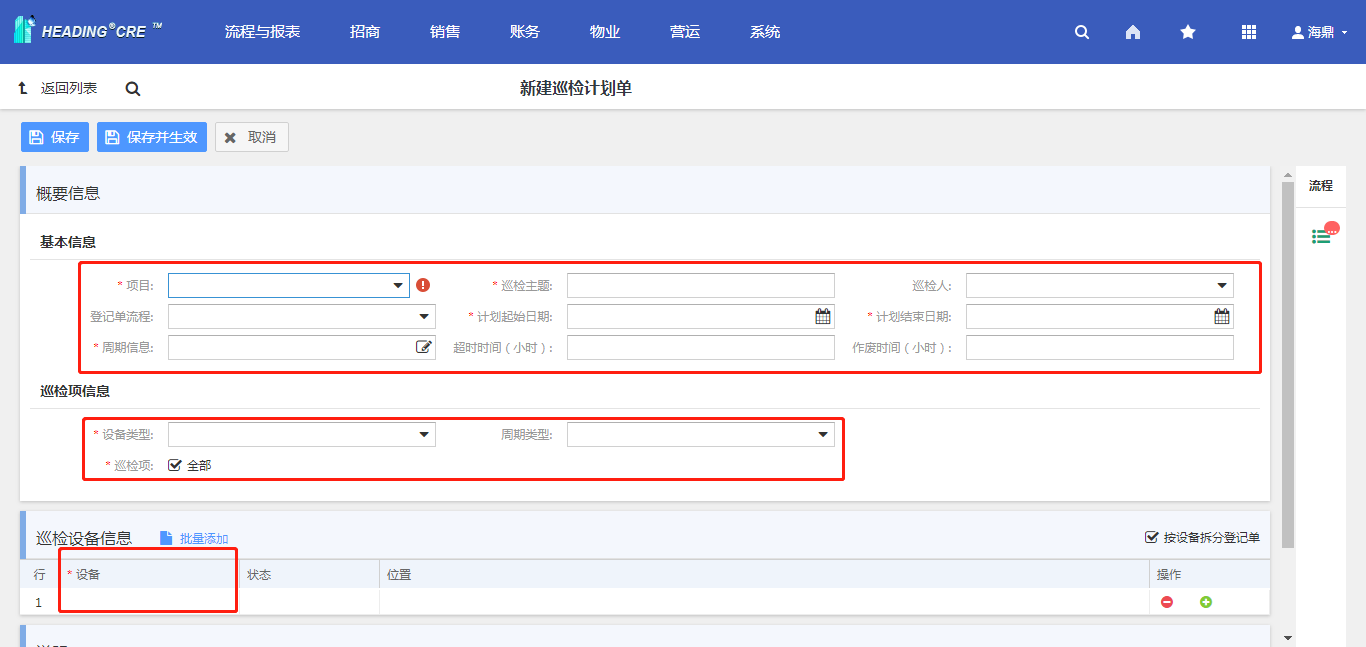 HEADING®CRE ™ 流程与报表 招商 销售 账务 物业 营运 系统 海鼎
返回列表 新建巡检计划单
保存 保存并生效 取消
概要信息 流程
基本信息
* 项目: * 巡检主题: 巡检人:
登记单流程: * 计划起始日期: * 计划结束日期:
* 周期信息: 超时时间（小时）: 作废时间（小时）:
巡检项信息
* 设备类型: 周期类型:
* 巡检项: 全部
巡检设备信息 批量添加 按设备拆分登记单
行 * 设备 状态 位置 操作
1